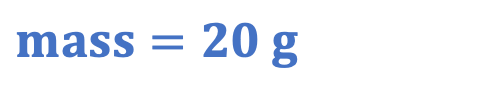 mass = 20 g